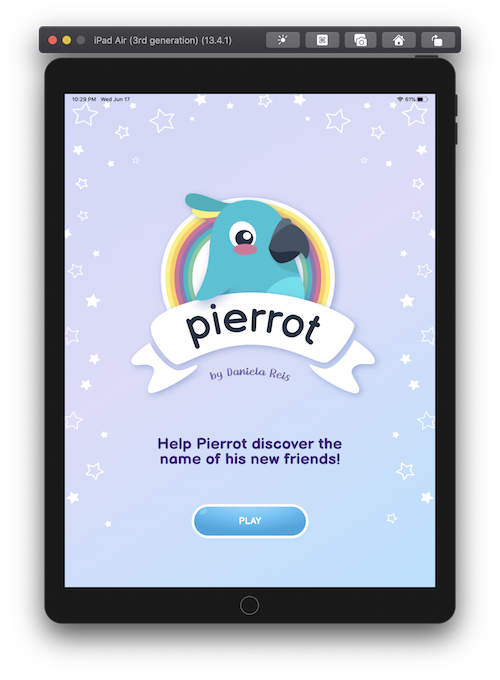 iPad Air (3rd generation) (13.4.1)
10:29 PM Wed Jun 17
61%
pierrot
by Daniela Reis
Help Pierrot discover the
name of his new friends!
PLAY